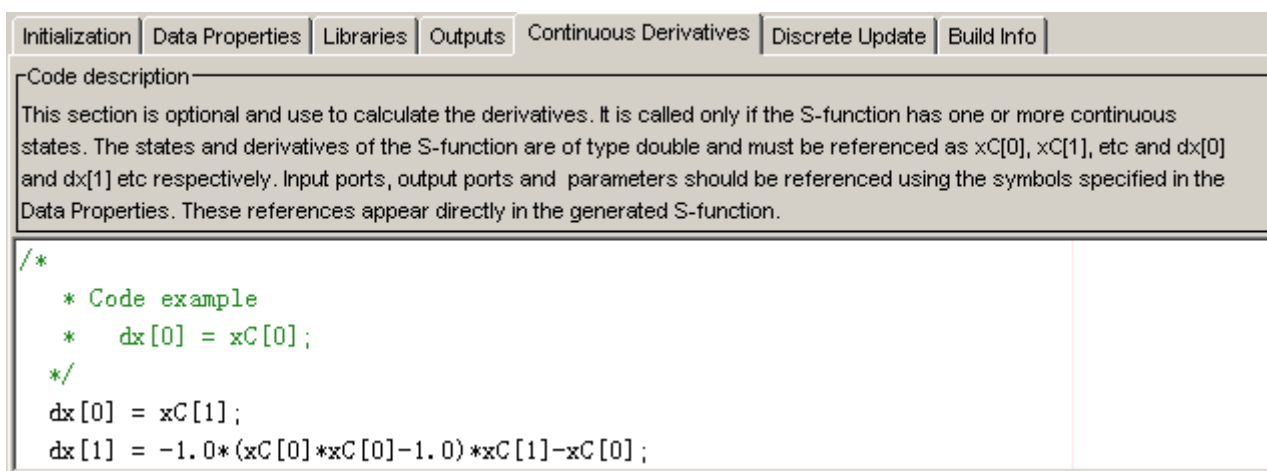 Initialization Data Properties Libraries Outputs Continuous Derivatives Discrete Update Build Info
Code description
This section is optional and use to calculate the derivatives. It is called only if the S-function has one or more continuous
states. The states and derivatives of the S-function are of type double and must be referenced as xC[0], xC[1], etc and dx[0]
and dx[1] etc respectively. Input ports, output ports and parameters should be referenced using the symbols specified in the
Data Properties. These references appear directly in the generated S-function.
/*
* Code example
* dx[0] = xC[0];
*/
dx[0] = xC[1];
dx[1] = -1.0*(xC[0]*xC[0]-1.0)*xC[1]-xC[0];